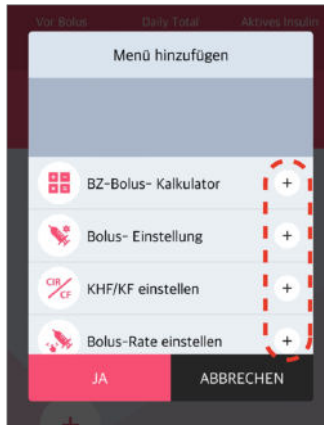 Vor Bolus Daily Total Aktives Insulin
Menü hinzufügen
BZ-Bolus- Kalkulator +
Bolus- Einstellung +
CIR/CF KHF/KF einstellen +
Bolus-Rate einstellen +
JA ABBRECHEN